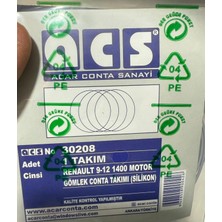 acs
ACAR CONTA SANAYİ
04
PE
04
PE
acs No 30208
Adet 1 TAKIM
Cinsi RENAULT 9-12 1400 MOTOR
GÖMLEK CONTA TAKIMI (SİLİKON)
KALİTE KONTROL YAPILMIŞTIR
www.acarconta.com